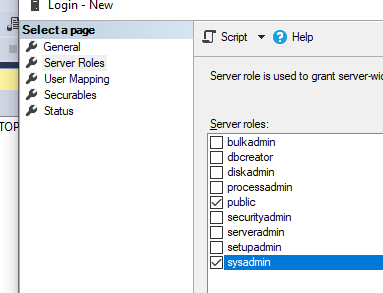 Login - New
Select a page
General
Server Roles
User Mapping
Securables
Status
Script
Help
Server role is used to grant server-wid
Server roles:
bulkadmin
dbcreator
diskadmin
processadmin
public
securityadmin
serveradmin
setupadmin
sysadmin
TOP